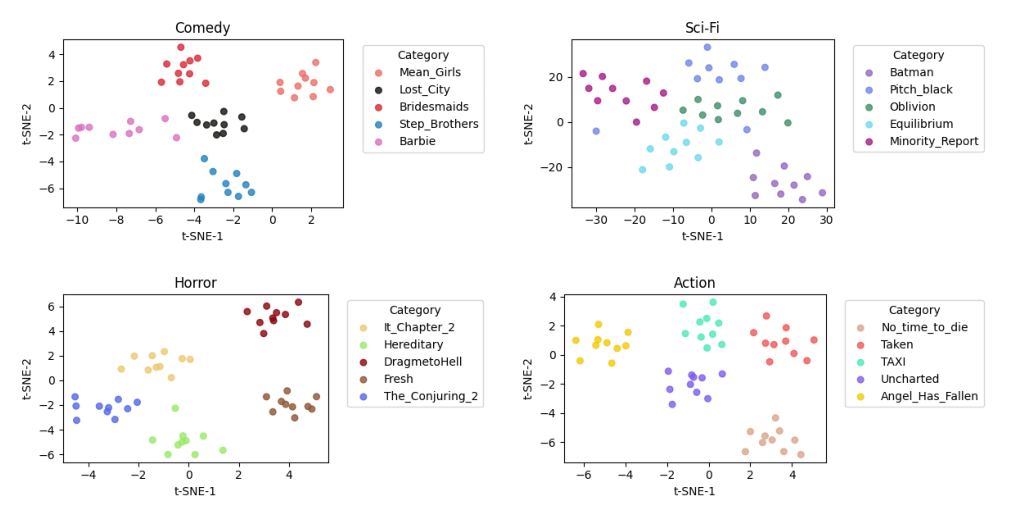 Comedy
4
2
0
−2
−4
−6
t-SNE-2
−10
−8
−6
−4
−2
0
2
t-SNE-1
Category
Mean_Girls
Lost_City
Bridesmaids
Step_Brothers
Barbie
Sci-Fi
20
0
−20
t-SNE-2
−30
−20
−10
0
10
20
30
t-SNE-1
Category
Batman
Pitch_black
Oblivion
Equilibrium
Minority_Report
Horror
6
4
2
0
−2
−4
−6
t-SNE-2
−4
−2
0
2
4
t-SNE-1
Category
It_Chapter_2
Hereditary
DragmetoHell
Fresh
The_Conjuring_2
Action
4
2
0
−2
−4
−6
t-SNE-2
−6
−4
−2
0
2
4
t-SNE-1
Category
No_time_to_die
Taken
TAXI
Uncharted
Angel_Has_Fallen